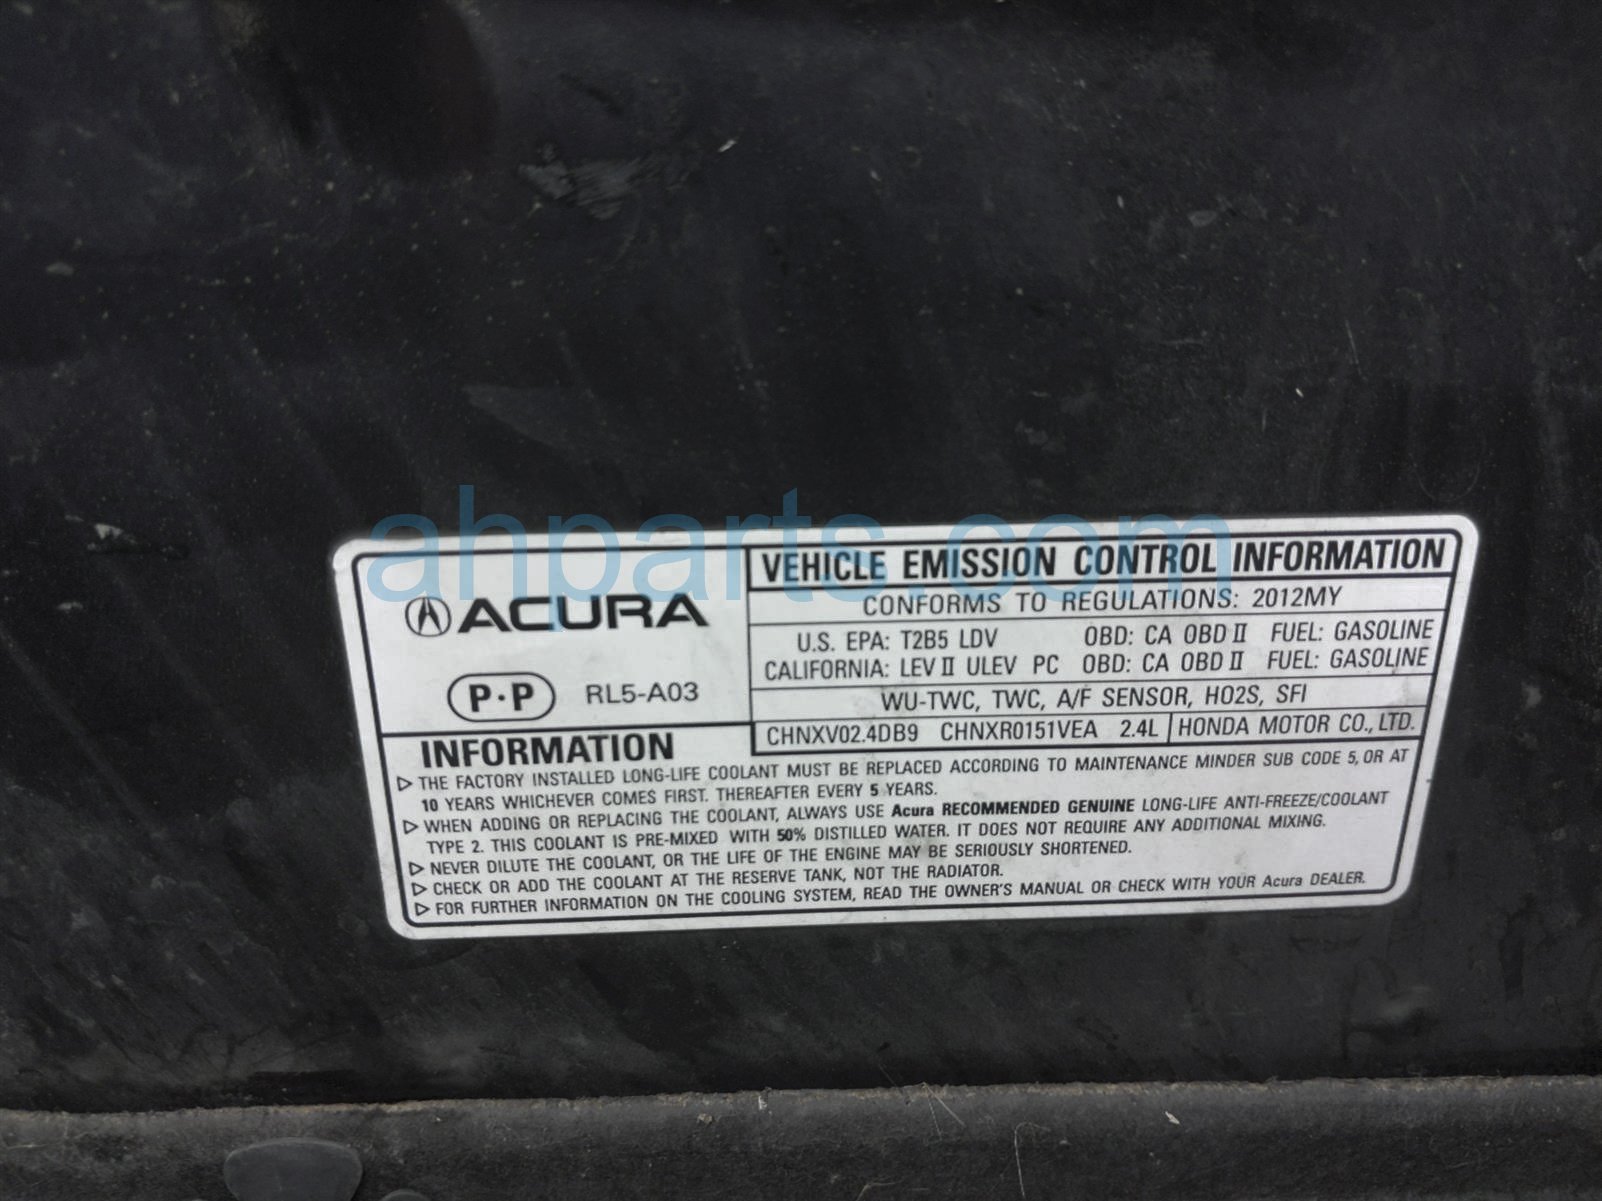 ahparts.com
ACURA
P·P RL5-A03
VEHICLE EMISSION CONTROL INFORMATION
CONFORMS TO REGULATIONS: 2012MY
U.S. EPA: T2B5 LDV OBD: CA OBD II FUEL: GASOLINE
CALIFORNIA: LEV II ULEV PC OBD: CA OBD II FUEL: GASOLINE
WU-TWC, TWC, A/F SENSOR, HO2S, SFI
CHNXV02.4DB9 CHNXR0151VEA 2.4L HONDA MOTOR CO., LTD.
INFORMATION
▷ THE FACTORY INSTALLED LONG-LIFE COOLANT MUST BE REPLACED ACCORDING TO MAINTENANCE MINDER SUB CODE 5, OR AT
10 YEARS WHICHEVER COMES FIRST. THEREAFTER EVERY 5 YEARS.
▷ WHEN ADDING OR REPLACING THE COOLANT, ALWAYS USE Acura RECOMMENDED GENUINE LONG-LIFE ANTI-FREEZE/COOLANT
TYPE 2. THIS COOLANT IS PRE-MIXED WITH 50% DISTILLED WATER. IT DOES NOT REQUIRE ANY ADDITIONAL MIXING.
▷ NEVER DILUTE THE COOLANT, OR THE LIFE OF THE ENGINE MAY BE SERIOUSLY SHORTENED.
▷ CHECK OR ADD THE COOLANT AT THE RESERVE TANK, NOT THE RADIATOR.
▷ FOR FURTHER INFORMATION ON THE COOLING SYSTEM, READ THE OWNER'S MANUAL OR CHECK WITH YOUR Acura DEALER.